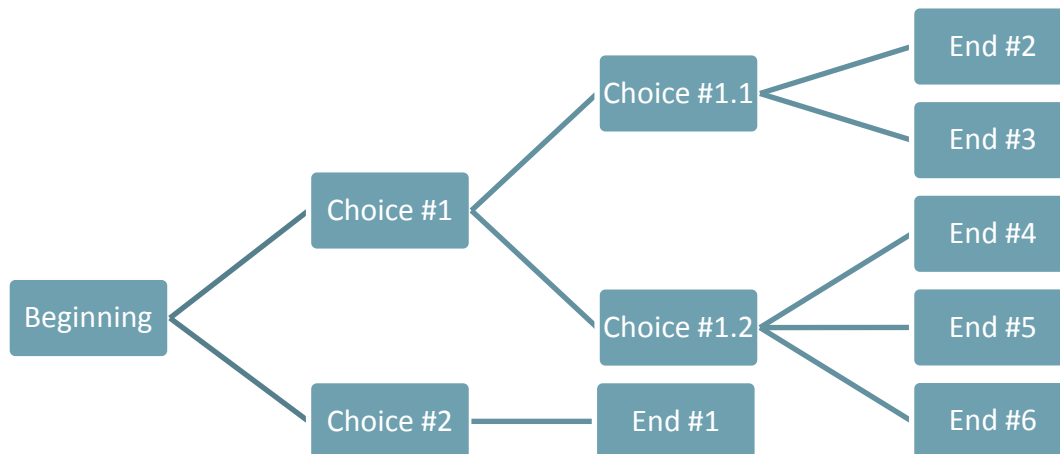 Beginning
Choice #1
Choice #1.1
End #2
End #3
Choice #1.2
End #4
End #5
End #6
Choice #2
End #1